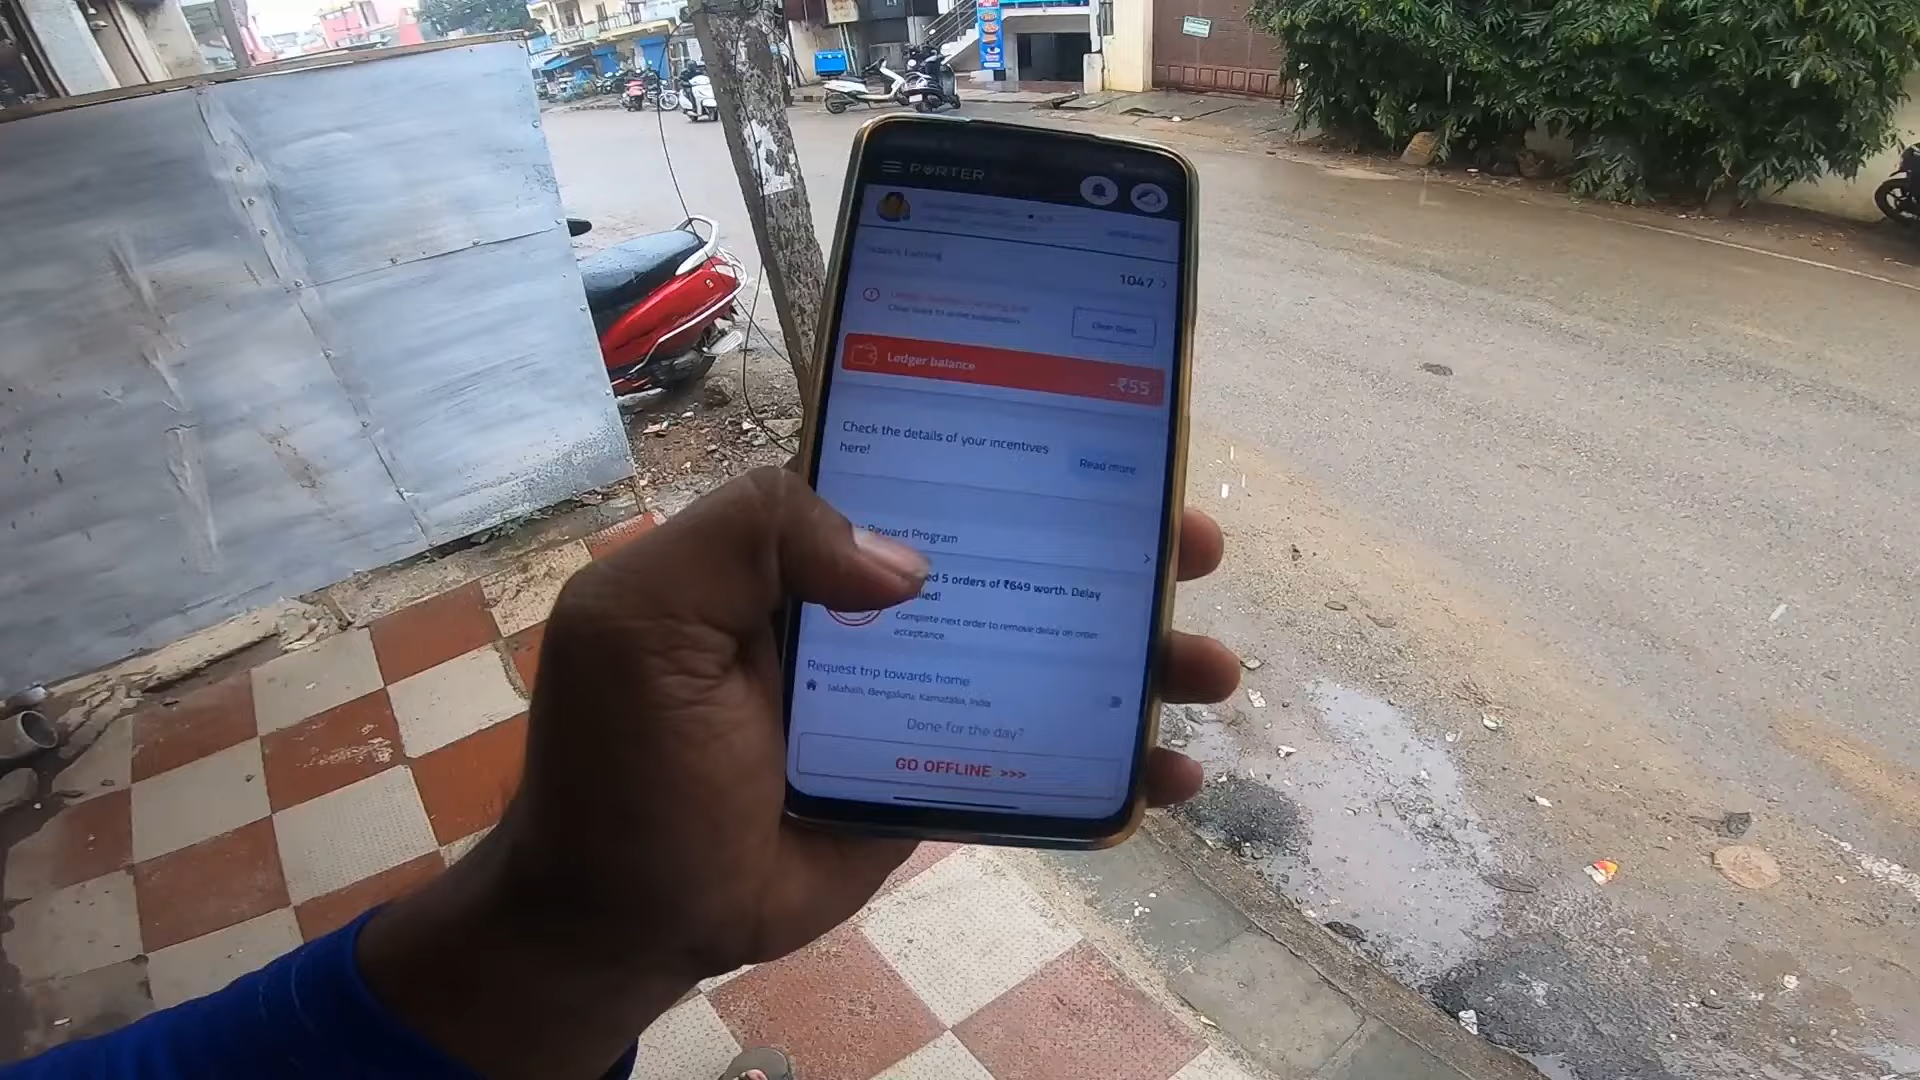 PORTER
Today's Earning
1047
Clear Dues
Ledger balance
-₹55
Check the details of your incentives
here!
Read more
Reward Program
ed 5 orders of ₹649 worth. Delay
lied!
Complete next order to remove delay on order
acceptance.
Request trip towards home
Jalahalli, Bengaluru, Karnataka, India
Done for the day?
GO OFFLINE >>>